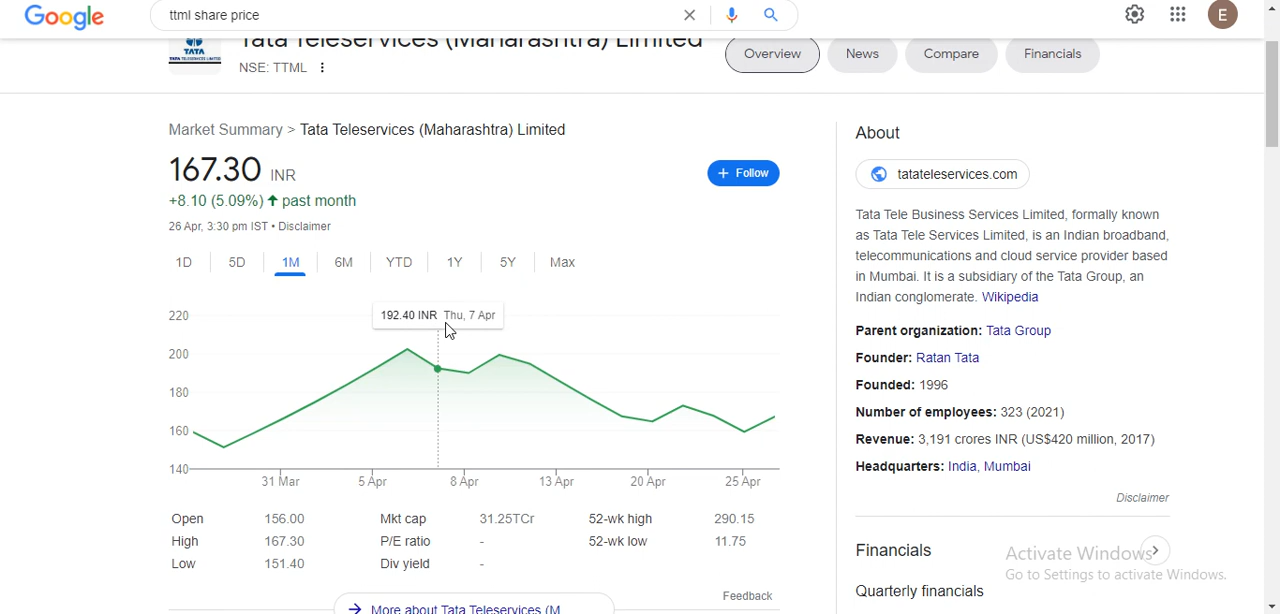 Google
ttml share price
E
TATA
TATA TELESERVICES LIMITED
Tata Teleservices (Maharashtra) Limited
NSE: TTML
Overview
News
Compare
Financials
Market Summary > Tata Teleservices (Maharashtra) Limited
167.30 INR
+ Follow
+8.10 (5.09%) ↑ past month
26 Apr, 3:30 pm IST • Disclaimer
1D 5D 1M 6M YTD 1Y 5Y Max
192.40 INR Thu, 7 Apr
220
200
180
160
140
31 Mar 5 Apr 8 Apr 13 Apr 20 Apr 25 Apr
Open 156.00 Mkt cap 31.25TCr 52-wk high 290.15
High 167.30 P/E ratio - 52-wk low 11.75
Low 151.40 Div yield -
Feedback
→ More about Tata Teleservices (M
About
tatateleservices.com
Tata Tele Business Services Limited, formally known
as Tata Tele Services Limited, is an Indian broadband,
telecommunications and cloud service provider based
in Mumbai. It is a subsidiary of the Tata Group, an
Indian conglomerate. Wikipedia
Parent organization: Tata Group
Founder: Ratan Tata
Founded: 1996
Number of employees: 323 (2021)
Revenue: 3,191 crores INR (US$420 million, 2017)
Headquarters: India, Mumbai
Disclaimer
Financials
Quarterly financials
Activate Windows
Go to Settings to activate Windows.